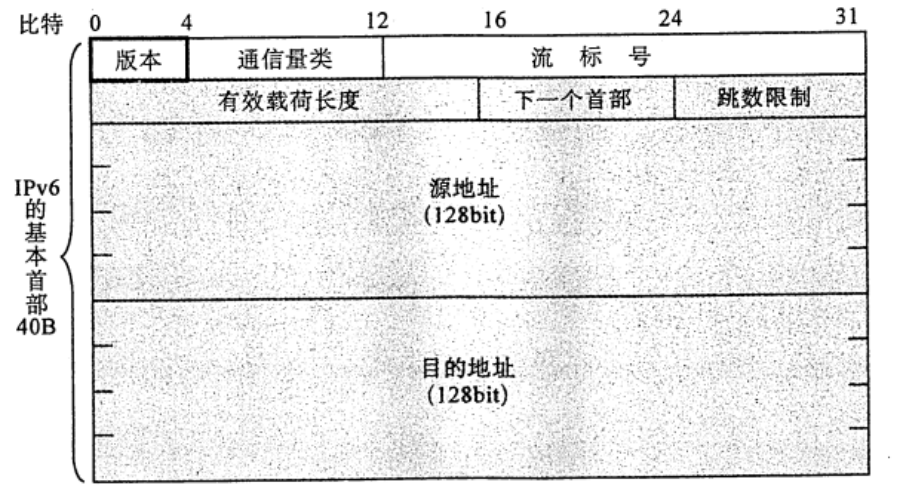 比特 0 4 12 16 24 31
版本 通信量类 流 标 号
有效载荷长度 下一个首部 跳数限制
源地址
(128bit)
IPv6
的
基
本
首
部
40B
目的地址
(128bit)